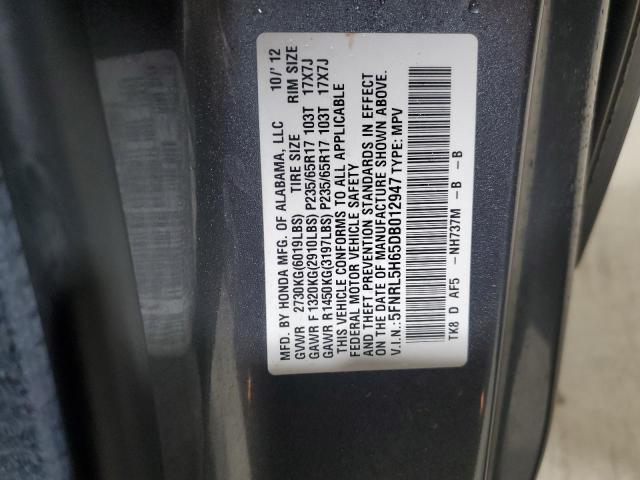 MFD. BY HONDA MFG. OF ALABAMA, LLC 10/'12
GVWR 2730KG(6019LBS) TIRE SIZE RIM SIZE
GAWR F 1320KG(2910LBS) P235/65R17 103T 17X7J
GAWR R1450KG(3197LBS) P235/65R17 103T 17X7J
THIS VEHICLE CONFORMS TO ALL APPLICABLE
FEDERAL MOTOR VEHICLE SAFETY
AND THEFT PREVENTION STANDARDS IN EFFECT
ON THE DATE OF MANUFACTURE SHOWN ABOVE.
V.I.N.: 5FNRL5H65DB012947 TYPE: MPV
TK8 D AF5 -NH737M -B -B